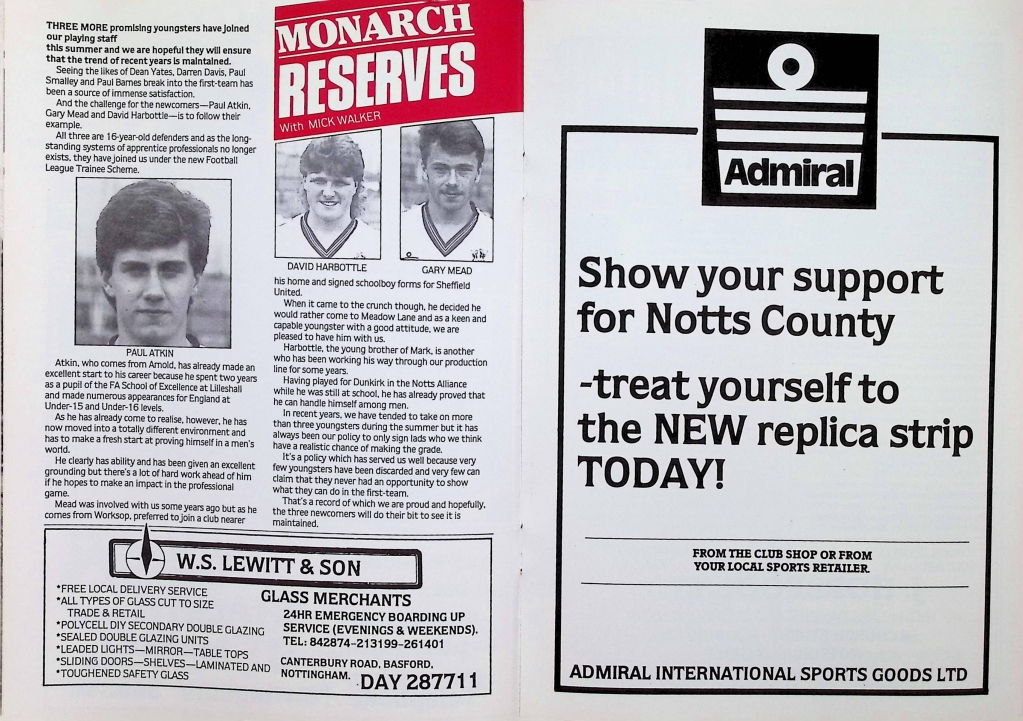 THREE MORE promising youngsters have joined
our playing staff
this summer and we are hopeful they will ensure
that the trend of recent years is maintained.
Seeing the likes of Dean Yates, Darren Davis, Paul
Smalley and Paul Barnes break into the first-team has
been a source of immense satisfaction.
And the challenge for the newcomers—Paul Atkin,
Gary Mead and David Harbottle—is to follow their
example.
All three are 16-year-old defenders and as the long-
standing systems of apprentice professionals no longer
exists, they have joined us under the new Football
League Trainee Scheme.
PAUL ATKIN
Atkin, who comes from Arnold, has already made an
excellent start to his career because he spent two years
as a pupil of the FA School of Excellence at Lilleshall
and made numerous appearances for England at
Under-15 and Under-16 levels.
As he has already come to realise, however, he has
now moved into a totally different environment and
has to make a fresh start at proving himself in a men's
world.
He clearly has ability and has been given an excellent
grounding but there's a lot of hard work ahead of him
if he hopes to make an impact in the professional
game.
Mead was involved with us some years ago but as he
comes from Worksop, preferred to join a club nearer
MONARCH
RESERVES
With MICK WALKER
DAVID HARBOTTLE
GARY MEAD
his home and signed schoolboy forms for Sheffield
United.
When it came to the crunch though, he decided he
would rather come to Meadow Lane and as a keen and
capable youngster with a good attitude, we are
pleased to have him with us.
Harbottle, the young brother of Mark, is another
who has been working his way through our production
line for some years.
Having played for Dunkirk in the Notts Alliance
while he was still at school, he has already proved that
he can handle himself among men.
In recent years, we have tended to take on more
than three youngsters during the summer but it has
always been our policy to only sign lads who we think
have a realistic chance of making the grade.
It's a policy which has served us well because very
few youngsters have been discarded and very few can
claim that they never had an opportunity to show
what they can do in the first-team.
That's a record of which we are proud and hopefully,
the three newcomers will do their bit to see it is
maintained.
W.S. LEWITT & SON
GLASS MERCHANTS
*FREE LOCAL DELIVERY SERVICE
*ALL TYPES OF GLASS CUT TO SIZE
TRADE & RETAIL
*POLYCELL DIY SECONDARY DOUBLE GLAZING
*SEALED DOUBLE GLAZING UNITS
*LEADED LIGHTS—MIRROR—TABLE TOPS
*SLIDING DOORS—SHELVES—LAMINATED AND
*TOUGHENED SAFETY GLASS
24HR EMERGENCY BOARDING UP
SERVICE (EVENINGS & WEEKENDS).
TEL: 842874-213199-261401
CANTERBURY ROAD, BASFORD,
NOTTINGHAM. DAY 287711
Admiral
Show your support
for Notts County
-treat yourself to
the NEW replica strip
TODAY!
FROM THE CLUB SHOP OR FROM
YOUR LOCAL SPORTS RETAILER.
ADMIRAL INTERNATIONAL SPORTS GOODS LTD